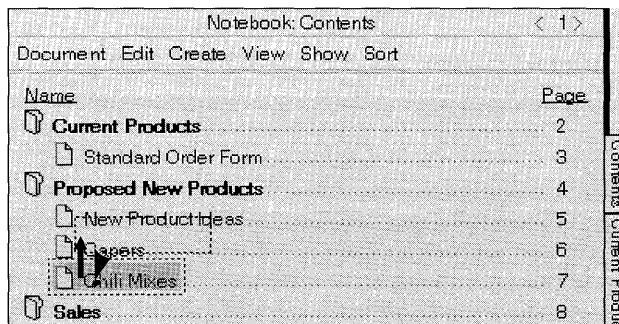 Notebook: Contents < 1 >
Document Edit Create View Show Sort
Name Page
Current Products 2
Standard Order Form 3
Proposed New Products 4
New Product Ideas 5
Capers 6
Chili Mixes 7
Sales 8
Contents
Current Produ